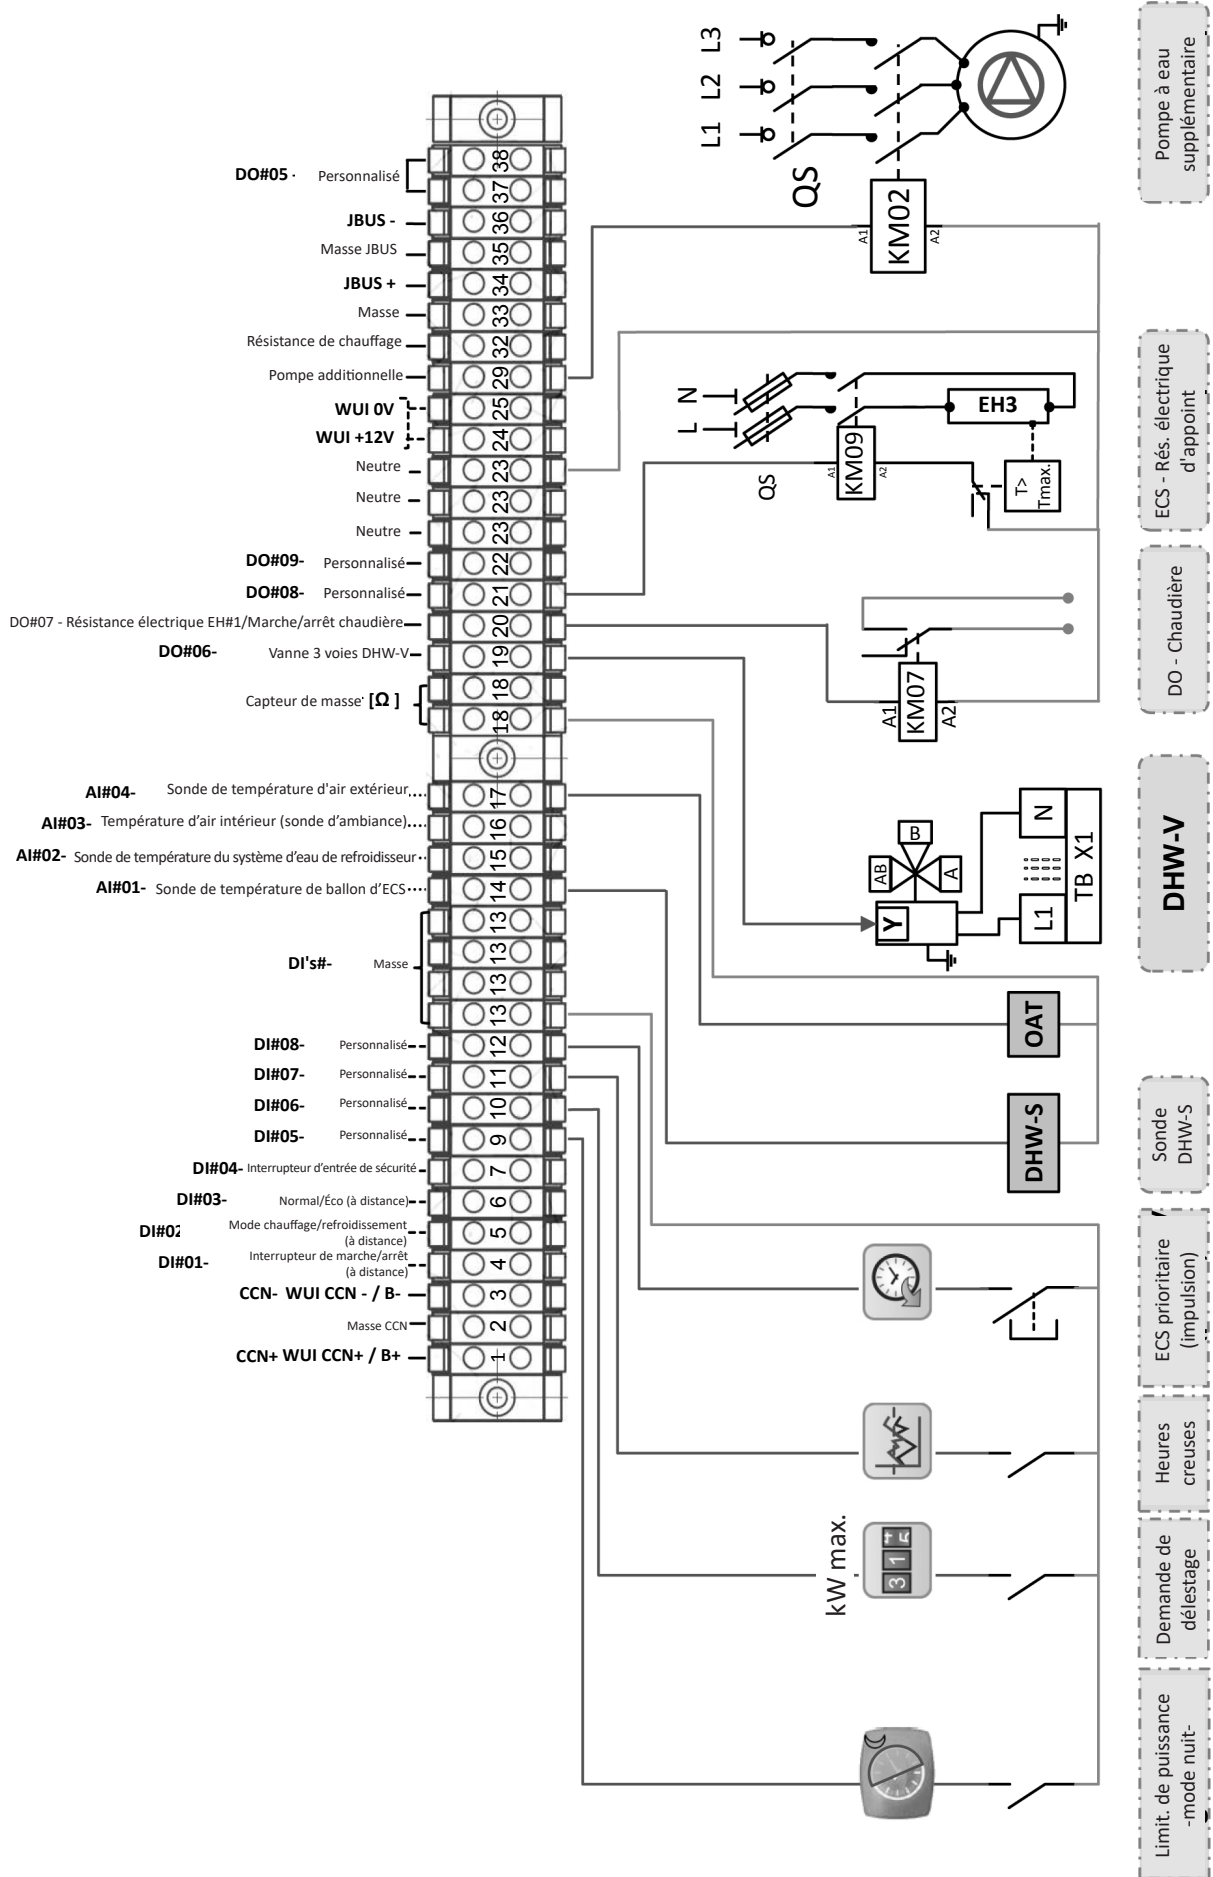 DO#05 - Personnalisé
JBUS -
Masse JBUS
JBUS +
Masse
Résistance de chauffage
Pompe additionnelle
WUI 0V
WUI +12V
Neutre
Neutre
Neutre
DO#09- Personnalisé
DO#08- Personnalisé
DO#07 - Résistance électrique EH#1/Marche/arrêt chaudière
DO#06- Vanne 3 voies DHW-V
Capteur de masse· [Ω ]
AI#04- Sonde de température d'air extérieur
AI#03- Température d'air intérieur (sonde d'ambiance)
AI#02- Sonde de température du système d'eau de refroidisseur
AI#01- Sonde de température de ballon d'ECS
DI's#- Masse
DI#08- Personnalisé
DI#07- Personnalisé
DI#06- Personnalisé
DI#05- Personnalisé
DI#04- Interrupteur d'entrée de sécurité
DI#03- Normal/Éco (à distance)
DI#02 Mode chauffage/refroidissement
(à distance)
DI#01- Interrupteur de marche/arrêt
(à distance)
CCN- WUI CCN - / B-
Masse CCN
CCN+ WUI CCN+ / B+
38
37
36
35
34
33
32
29
25
24
23
23
23
22
21
20
19
18
18
17
16
15
14
13
13
13
13
12
11
10
9
7
6
5
4
3
2
1
L3
L2
L1
QS
A1
KM02
A2
N
L
QS
A1
KM09
A2
EH3
T>
Tmax.
A1
KM07
A2
B
AB
A
Y
N
L1
TB X1
OAT
DHW-S
kW max.
3 1
Pompe à eau
supplémentaire
ECS - Rés. électrique
d'appoint
DO - Chaudière
DHW-V
Sonde
DHW-S
ECS prioritaire
(impulsion)
Heures
creuses
Demande de
délestage
Limit. de puissance
-mode nuit-